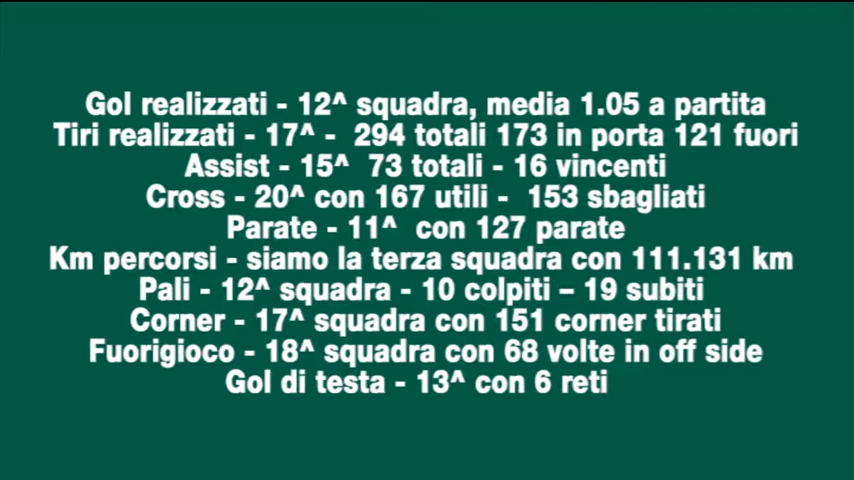 Gol realizzati - 12^ squadra, media 1.05 a partita
Tiri realizzati - 17^ - 294 totali 173 in porta 121 fuori
Assist - 15^ 73 totali - 16 vincenti
Cross - 20^ con 167 utili - 153 sbagliati
Parate - 11^ con 127 parate
Km percorsi - siamo la terza squadra con 111.131 km
Pali - 12^ squadra - 10 colpiti – 19 subiti
Corner - 17^ squadra con 151 corner tirati
Fuorigioco - 18^ squadra con 68 volte in off side
Gol di testa - 13^ con 6 reti